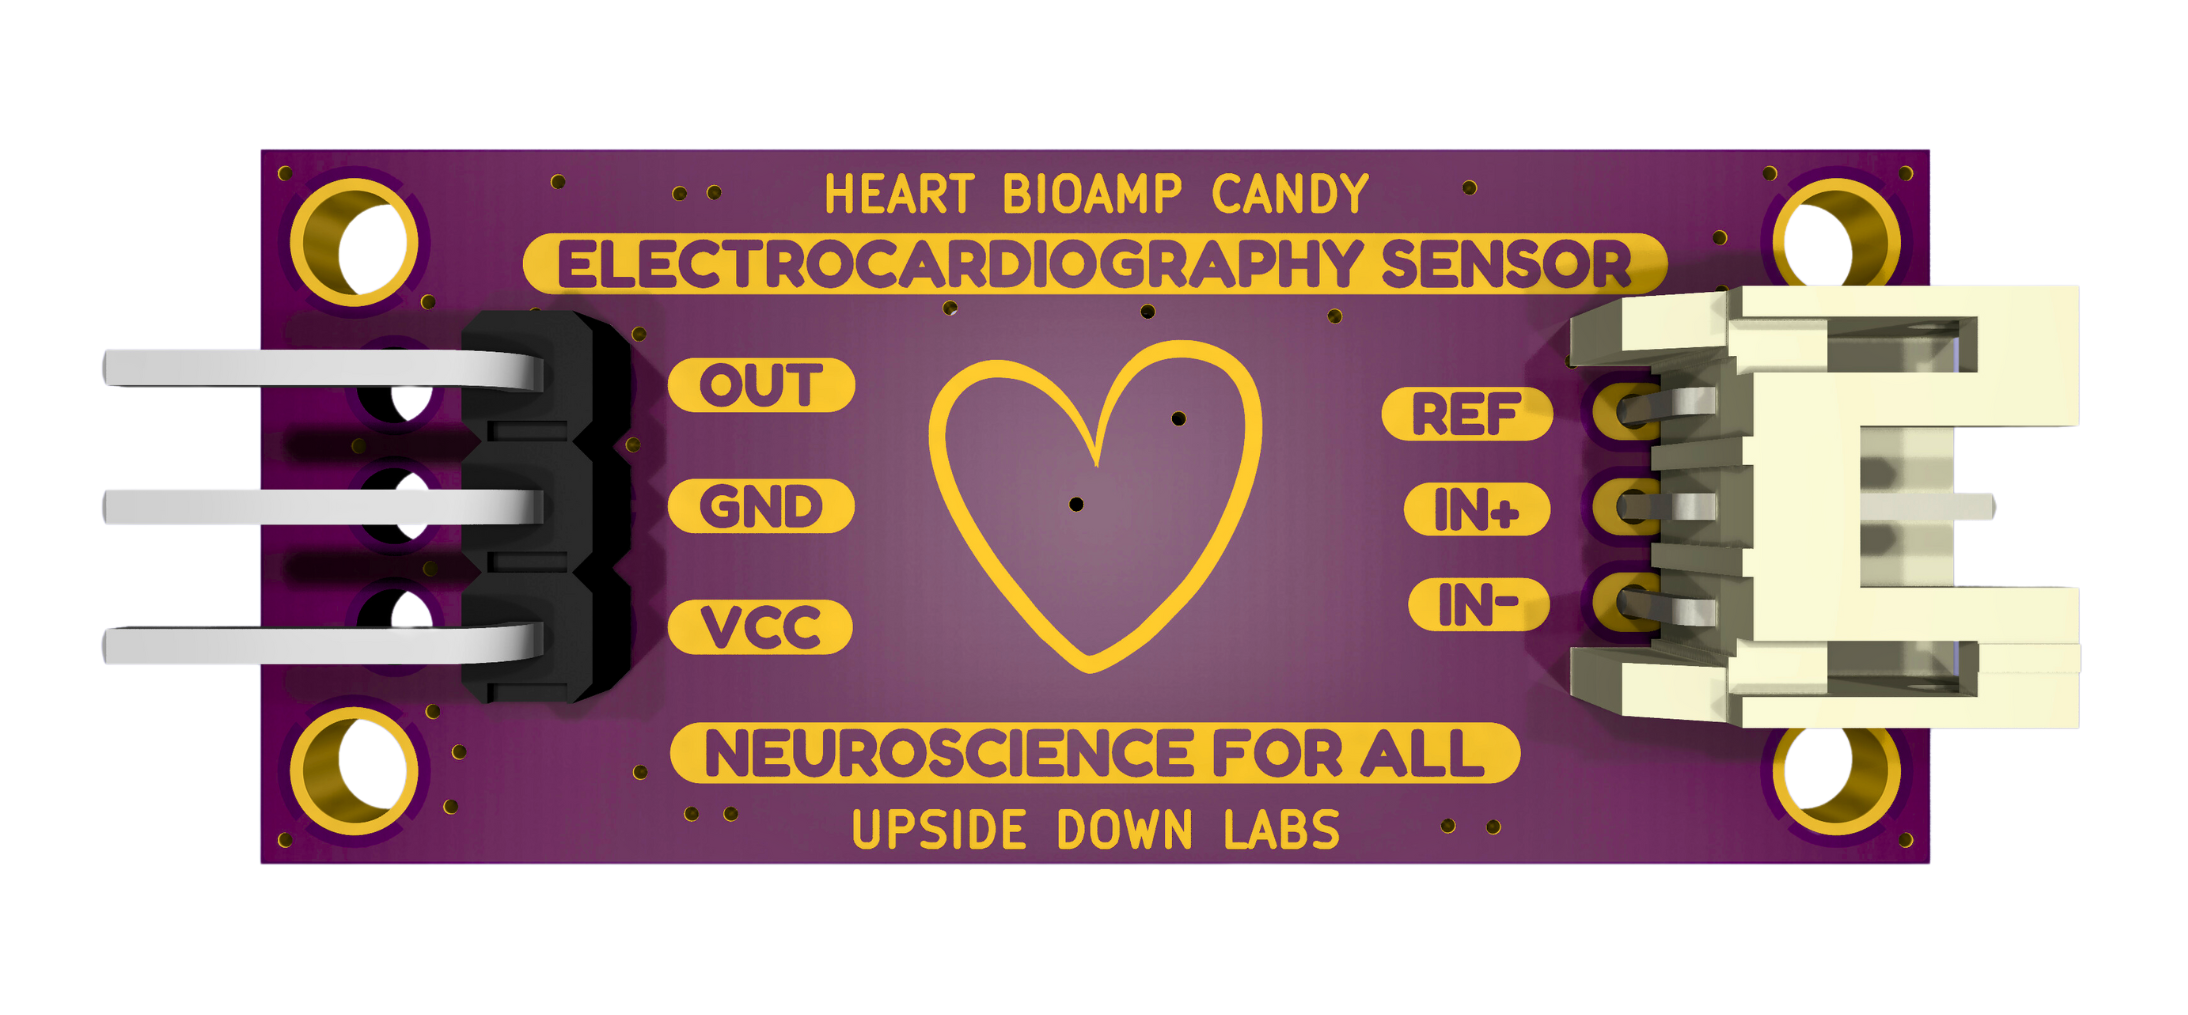 HEART BIOAMP CANDY
ELECTROCARDIOGRAPHY SENSOR
OUT
GND
VCC
REF
IN+
IN-
NEUROSCIENCE FOR ALL
UPSIDE DOWN LABS